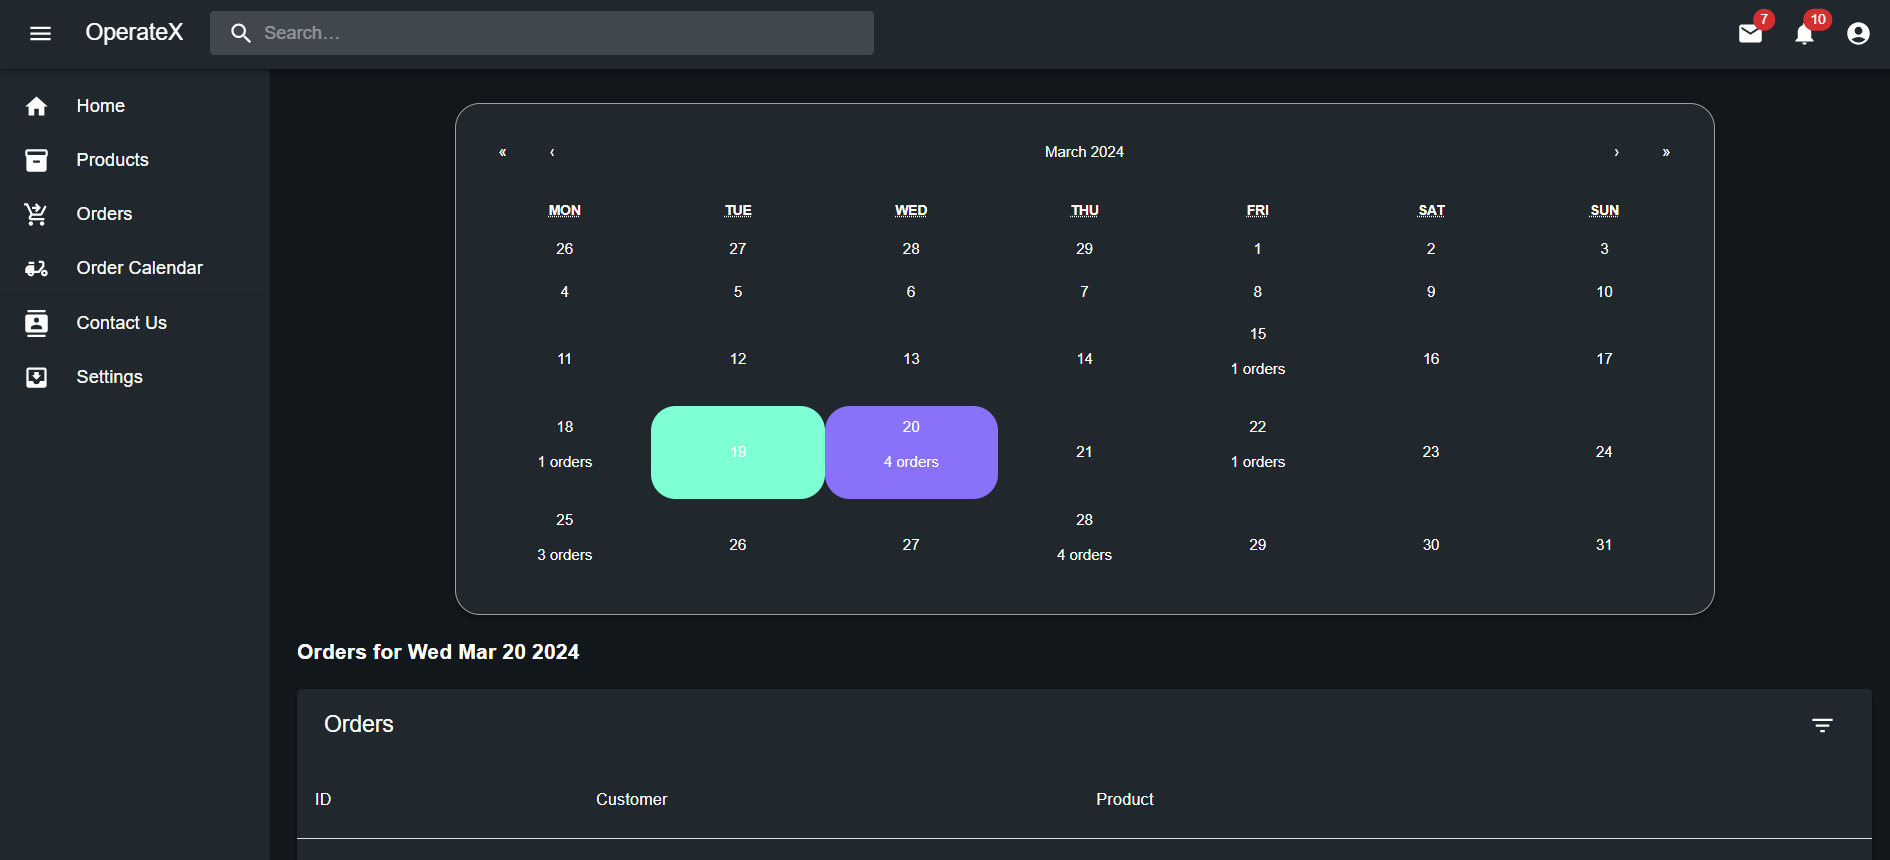 OperateX
Search...
7
10
Home
Products
Orders
Order Calendar
Contact Us
Settings
« ‹ March 2024 › »
MON TUE WED THU FRI SAT SUN
26 27 28 29 1 2 3
4 5 6 7 8 9 10
11 12 13 14 15 16 17
1 orders
18 19 20 21 22 23 24
1 orders 4 orders 1 orders
25 26 27 28 29 30 31
3 orders 4 orders
Orders for Wed Mar 20 2024
Orders
ID Customer Product